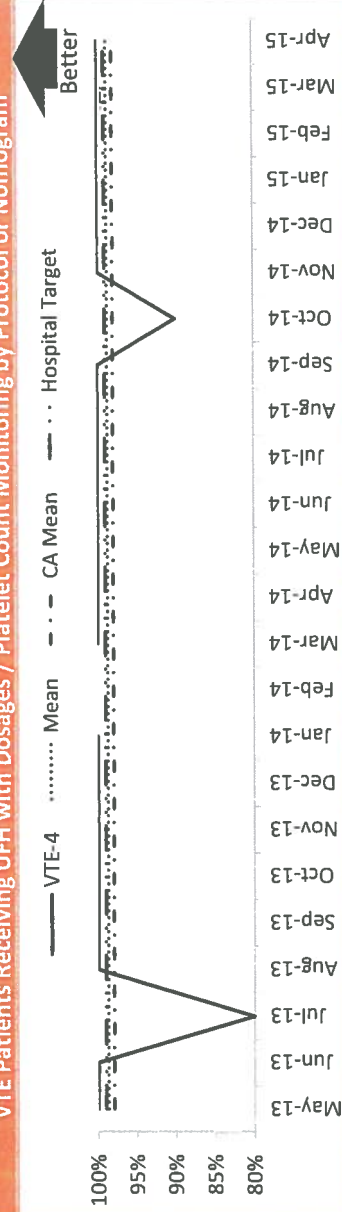 VTE Patients Receiving UFH with Dosages / Platelet Count Monitoring by Protocol or Nomogram
VTE-4 Mean CA Mean Hospital Target
Better
100%
95%
90%
85%
80%
May-13
Jun-13
Jul-13
Aug-13
Sep-13
Oct-13
Nov-13
Dec-13
Jan-14
Feb-14
Mar-14
Apr-14
May-14
Jun-14
Jul-14
Aug-14
Sep-14
Oct-14
Nov-14
Dec-14
Jan-15
Feb-15
Mar-15
Apr-15